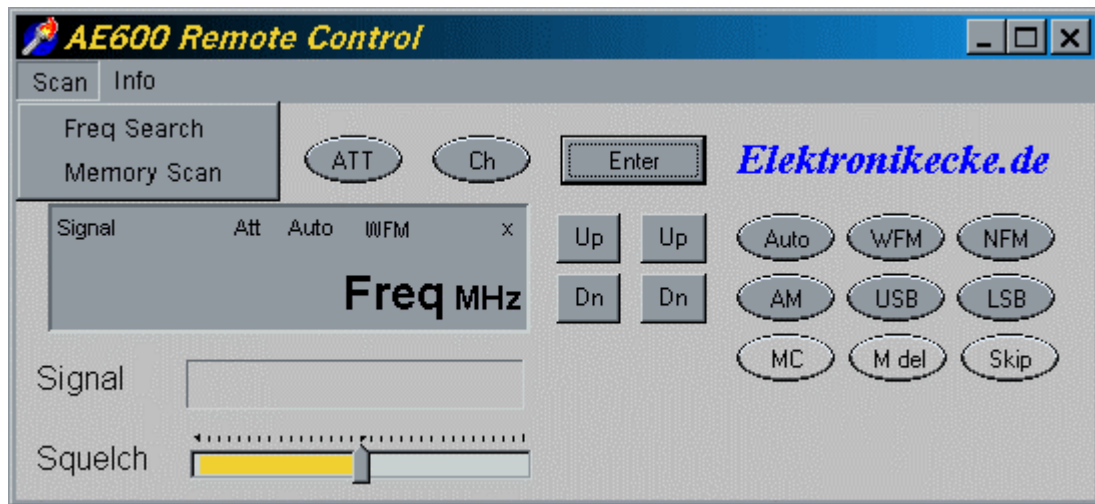 AE600 Remote Control
Scan Info
Freq Search
Memory Scan
ATT Ch Enter Elektronikecke.de
Signal Att Auto WFM x
Freq MHz
Up Up
Dn Dn
Auto WFM NFM
AM USB LSB
MC M del Skip
Signal
Squelch